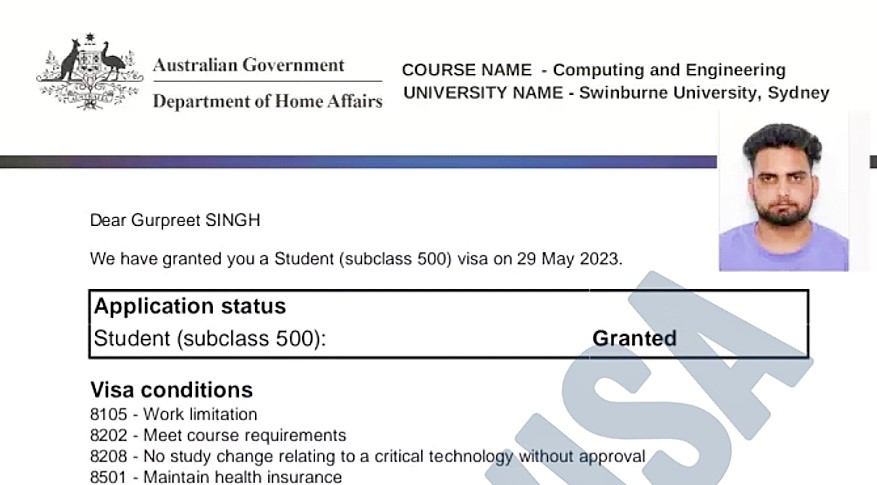 Australian Government
Department of Home Affairs
COURSE NAME - Computing and Engineering
UNIVERSITY NAME - Swinburne University, Sydney
Dear Gurpreet SINGH
We have granted you a Student (subclass 500) visa on 29 May 2023.
Application status
Student (subclass 500): Granted
Visa conditions
8105 - Work limitation
8202 - Meet course requirements
8208 - No study change relating to a critical technology without approval
8501 - Maintain health insurance
VISA